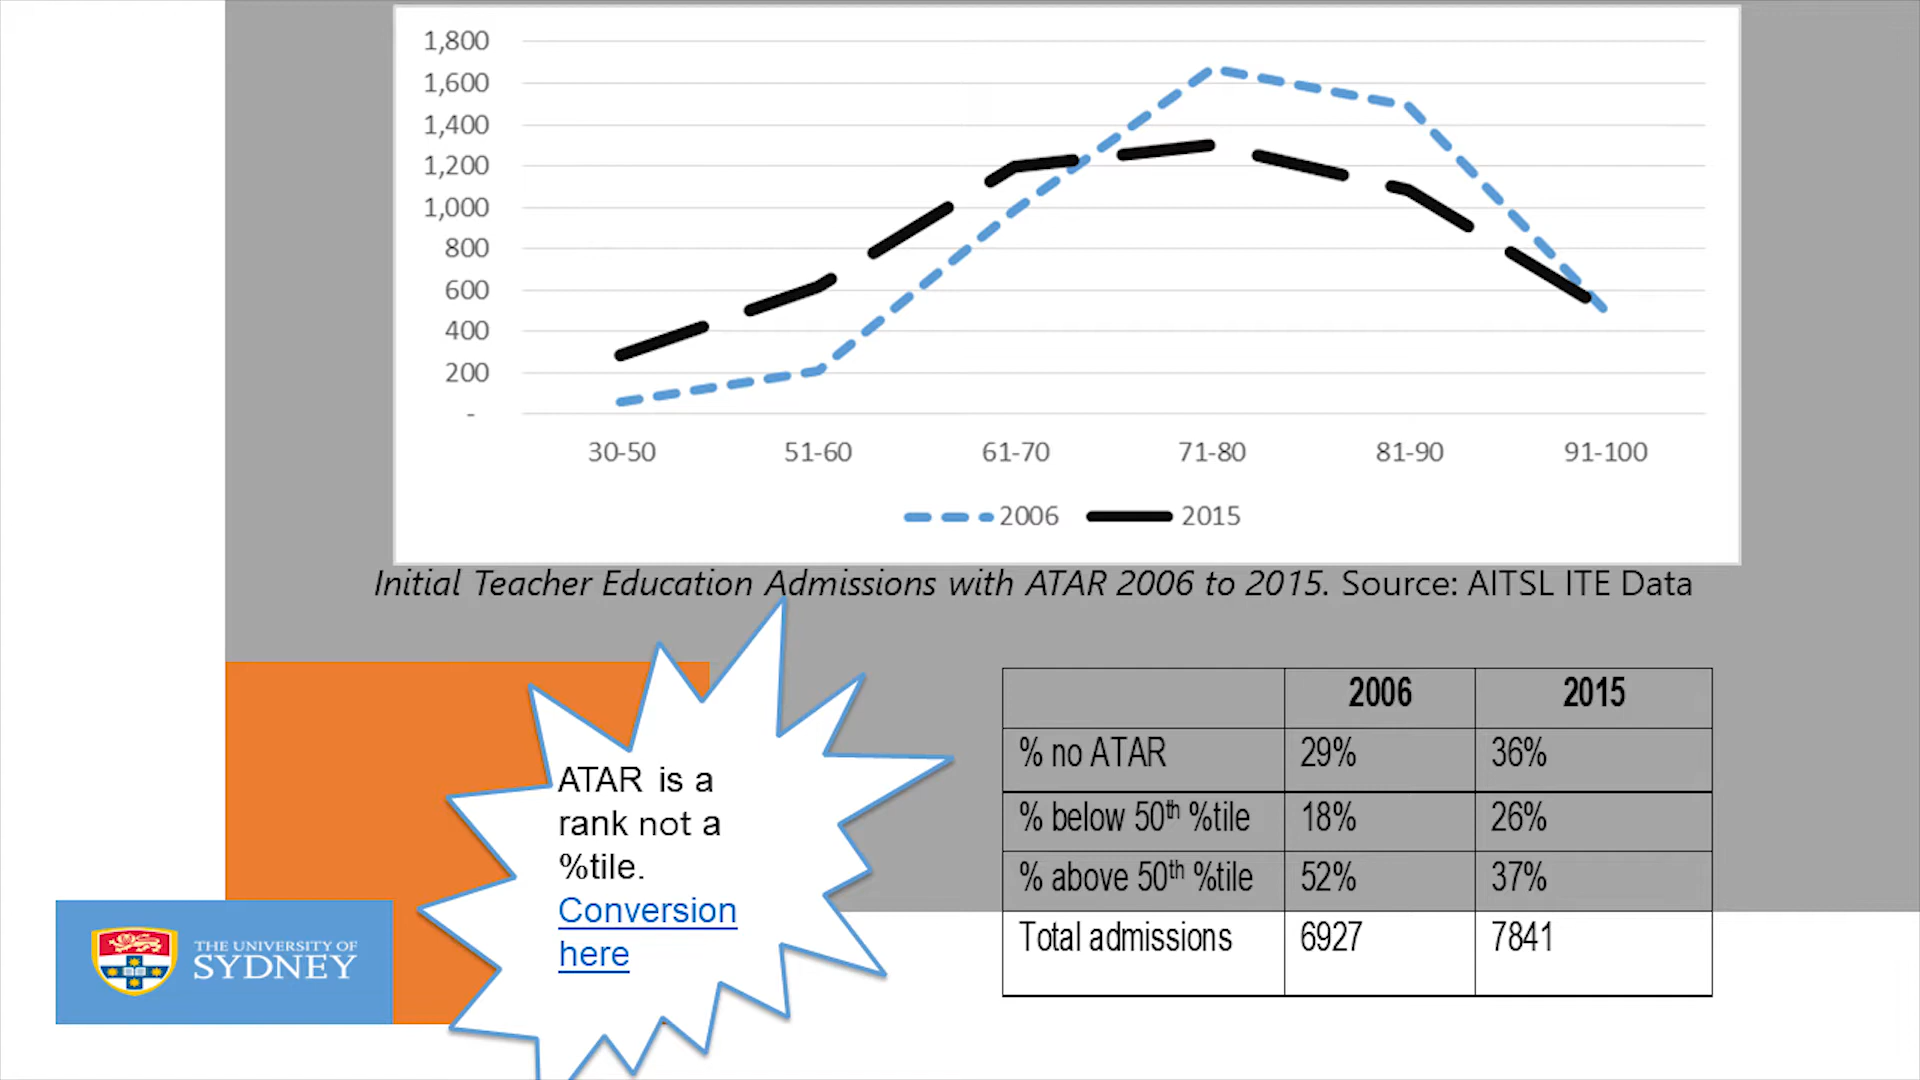 1,800
1,600
1,400
1,200
1,000
800
600
400
200
-
30-50 51-60 61-70 71-80 81-90 91-100
2006 2015
Initial Teacher Education Admissions with ATAR 2006 to 2015. Source: AITSL ITE Data
ATAR is a
rank not a
%tile.
Conversion
here
2006 2015
% no ATAR 29% 36%
% below 50th %tile 18% 26%
% above 50th %tile 52% 37%
Total admissions 6927 7841
THE UNIVERSITY OF
SYDNEY